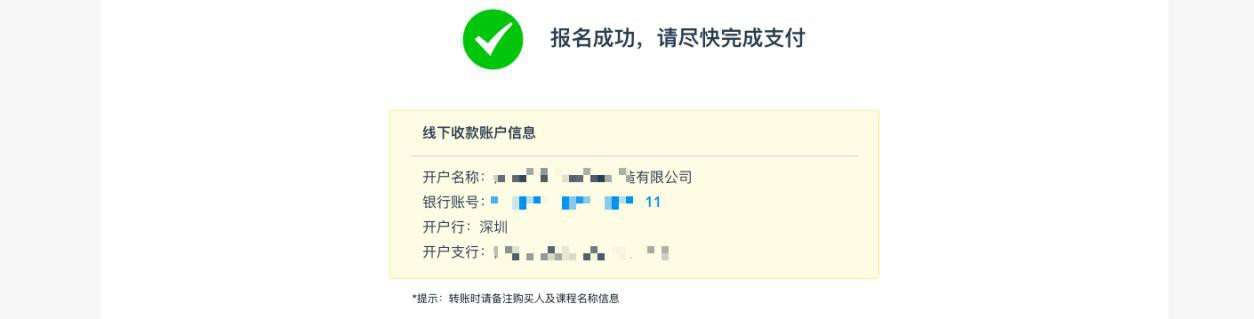 报名成功，请尽快完成支付
线下收款账户信息
开户名称：造有限公司
银行账号：11
开户行：深圳
开户支行：
*提示：转账时请备注购买人及课程名称信息